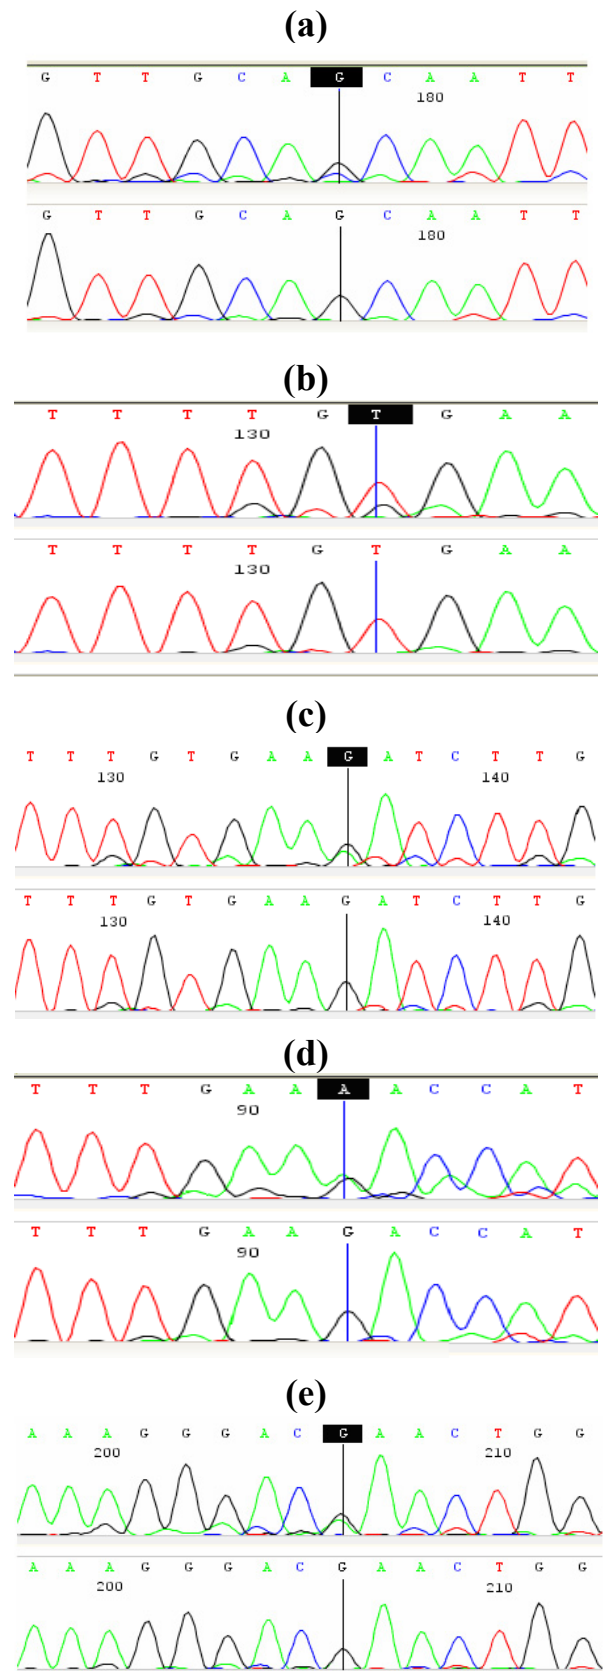 (a)
G T T G C A G C A A T T
180
G T T G C A G C A A T T
180
(b)
T T T T G T G A A
130
T T T T G T G A A
130
(c)
T T T G T G A A G A T C T T G
130 140
T T T G T G A A G A T C T T G
130 140
(d)
T T T G A A A A C C A T
90
T T T G A A G A C C A T
90
(e)
A A A G G G A C G A A C T G G
200 210
A A A G G G A C G A A C T G G
200 210